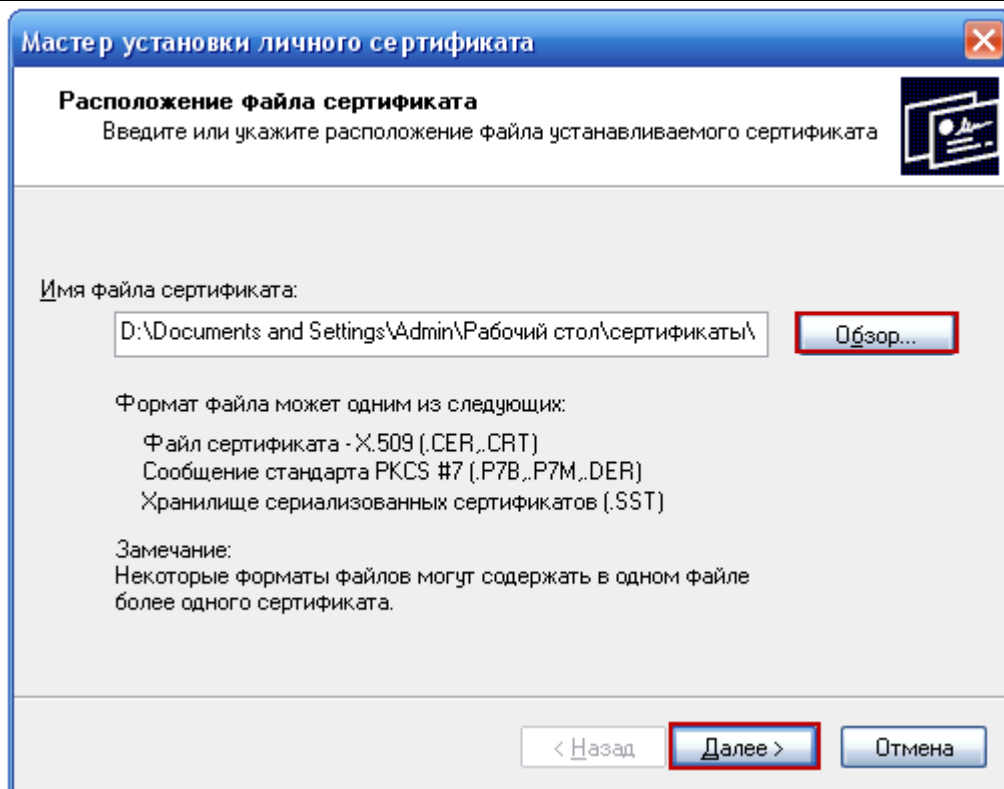 Мастер установки личного сертификата
Расположение файла сертификата
Введите или укажите расположение файла устанавливаемого сертификата
Имя файла сертификата:
D:\Documents and Settings\Admin\Рабочий стол\сертификаты\
Обзор...
Формат файла может одним из следующих:
Файл сертификата - X.509 (.CER,.CRT)
Сообщение стандарта PKCS #7 (.P7B,.P7M,.DER)
Хранилище сериализованных сертификатов (.SST)
Замечание:
Некоторые форматы файлов могут содержать в одном файле
более одного сертификата.
< Назад
Далее >
Отмена